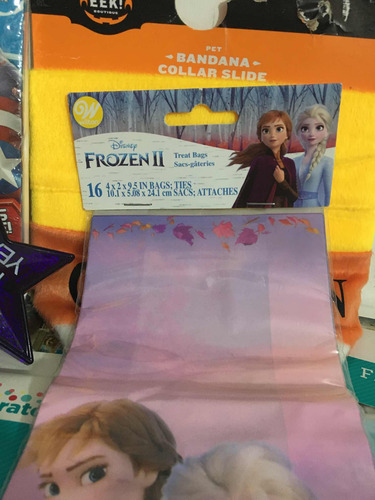 EEK!
BOUTIQUE
PET
BANDANA
COLLAR SLIDE
W
Disney
FROZEN II
Treat Bags
Sacs-gâteries
16 4 x 2 x 9.5 IN BAGS; TIES
10.1 x 5.08 x 24.1 cm SACS; ATTACHES